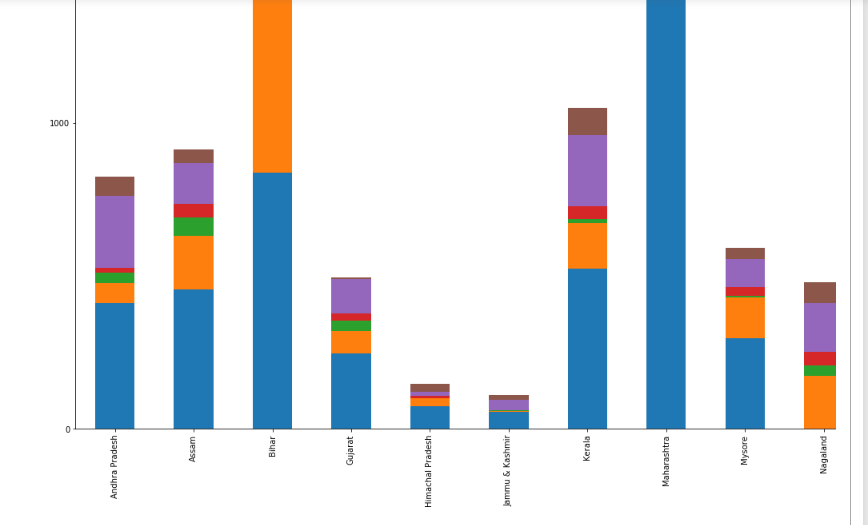 1000
0
Andhra Pradesh
Assam
Bihar
Gujarat
Himachal Pradesh
Jammu & Kashmir
Kerala
Maharashtra
Mysore
Nagaland